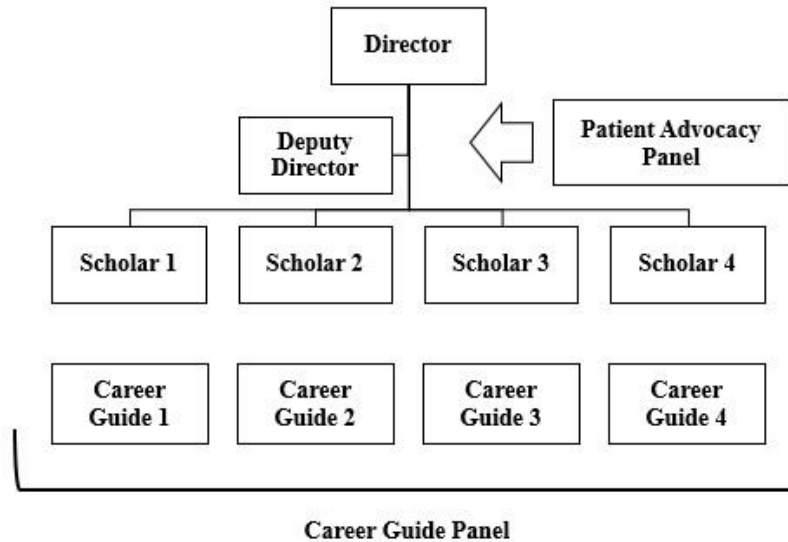 Director
Deputy
Director
Patient Advocacy
Panel
Scholar 1
Scholar 2
Scholar 3
Scholar 4
Career
Guide 1
Career
Guide 2
Career
Guide 3
Career
Guide 4
Career Guide Panel